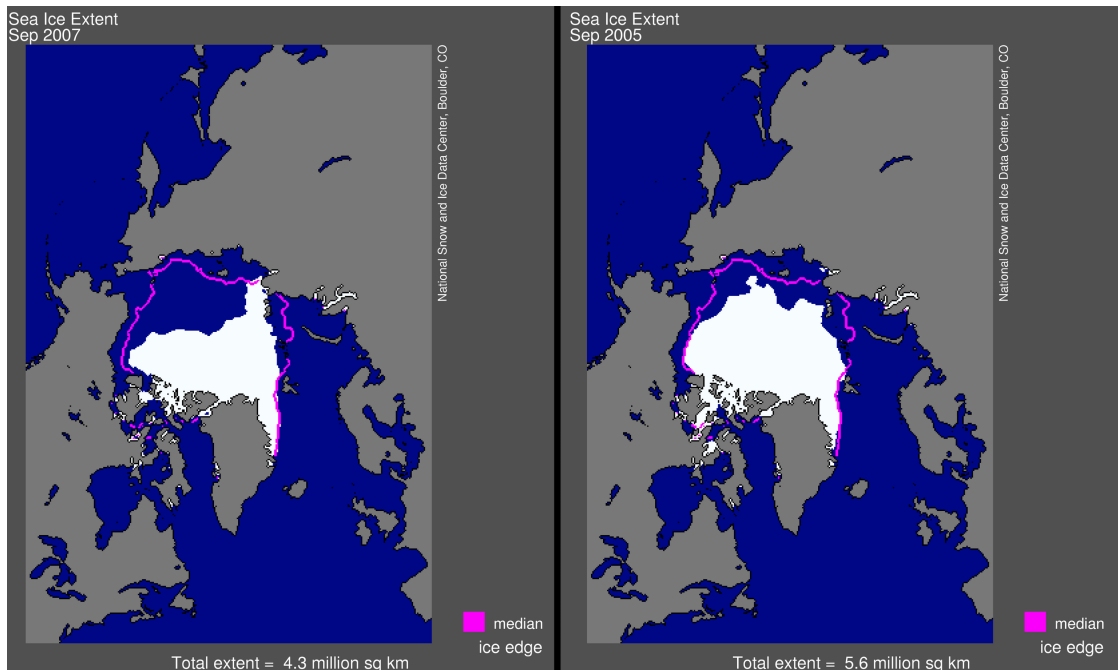 Sea Ice Extent
Sep 2007
National Snow and Ice Data Center, Boulder, CO
median
ice edge
Total extent = 4.3 million sq km
Sea Ice Extent
Sep 2005
National Snow and Ice Data Center, Boulder, CO
median
ice edge
Total extent = 5.6 million sq km